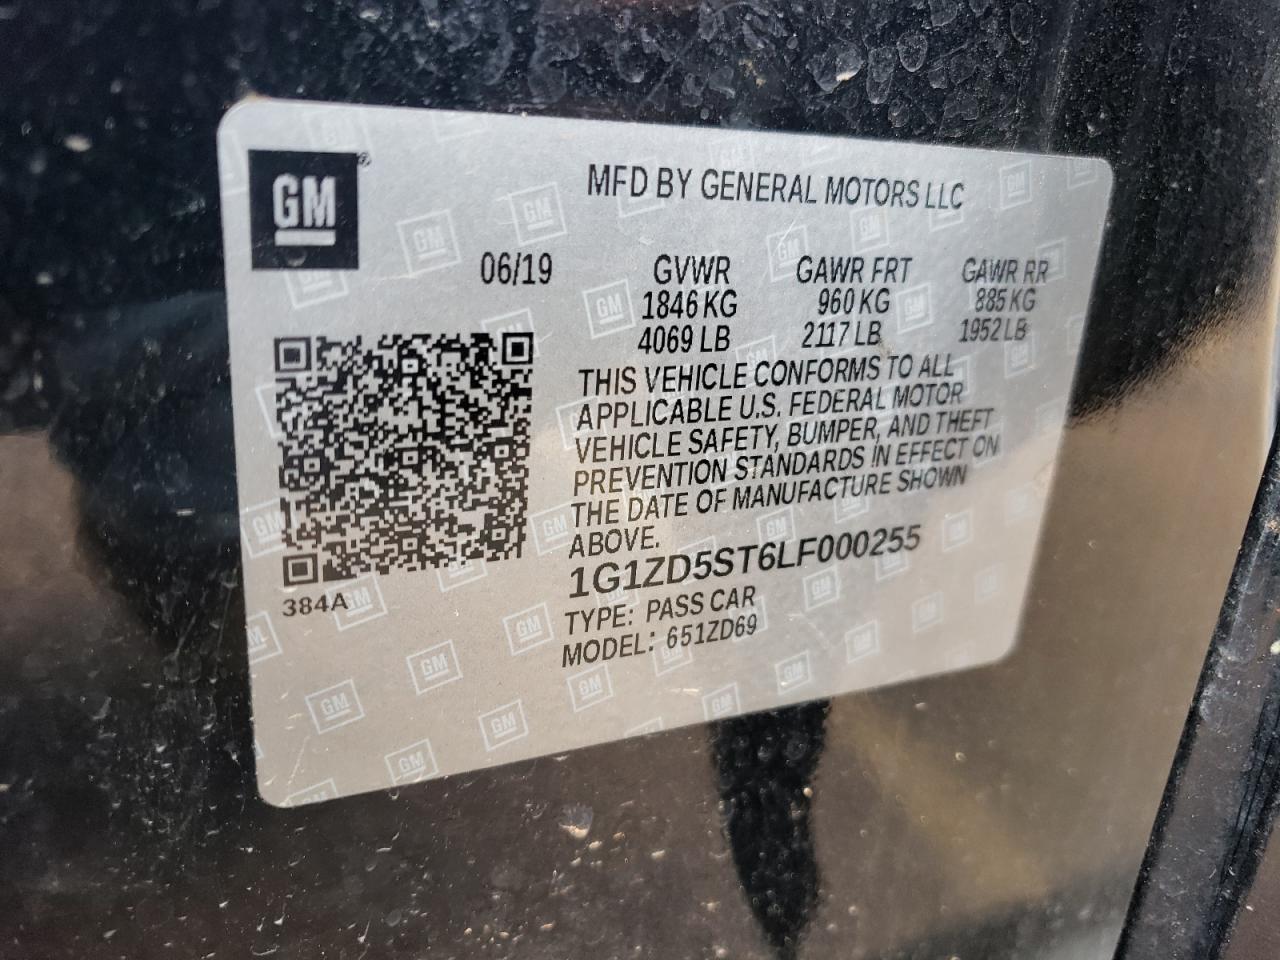 GM
MFD BY GENERAL MOTORS LLC
06/19 GVWR GAWR FRT GAWR RR
1846 KG 960 KG 885 KG
4069 LB 2117 LB 1952 LB
THIS VEHICLE CONFORMS TO ALL
APPLICABLE U.S. FEDERAL MOTOR
VEHICLE SAFETY, BUMPER, AND THEFT
PREVENTION STANDARDS IN EFFECT ON
THE DATE OF MANUFACTURE SHOWN
ABOVE.
1G1ZD5ST6LF000255
384A
TYPE: PASS CAR
MODEL: 651ZD69